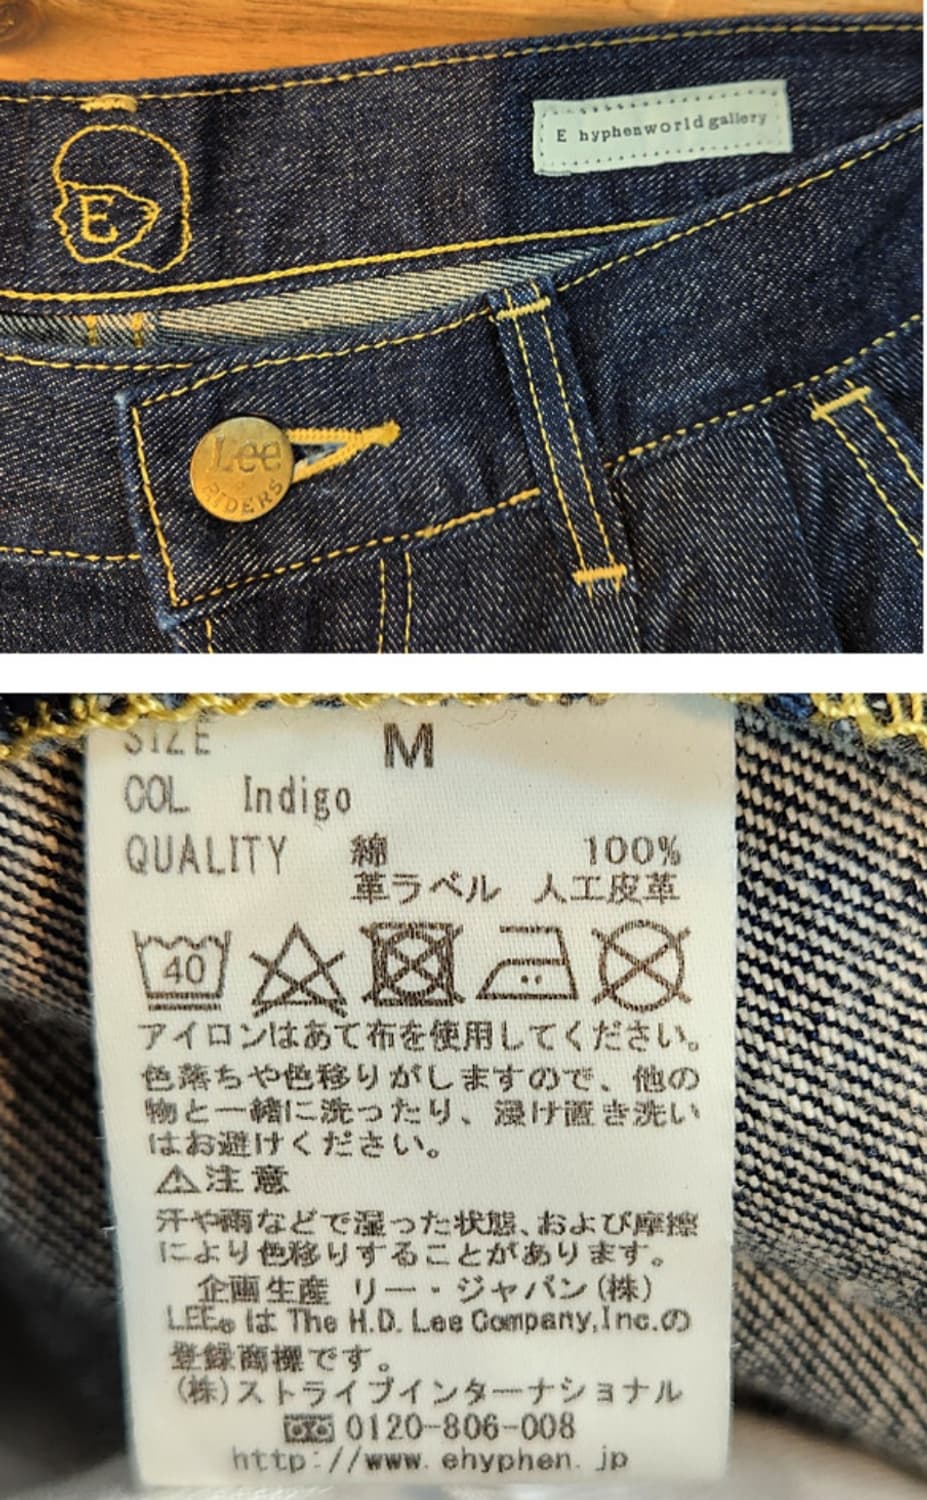 E
E hyphenworld gallery
Lee
RIDERS
SIZE M
COL Indigo
QUALITY 綿 100%
革ラベル 人工皮革
40
アイロンはあて布を使用してください。
色落ちや色移りがしますので、他の
物と一緒に洗ったり、浸け置き洗い
はお避けください。
⚠注意
汗や雨などで湿った状態、および摩擦
により色移りすることがあります。
企画生産 リー・ジャパン(株)
LEE® は The H.D. Lee Company,Inc.の
登録商標です。
(株)ストライプインターナショナル
0120-806-008
http://www.ehyphen.jp